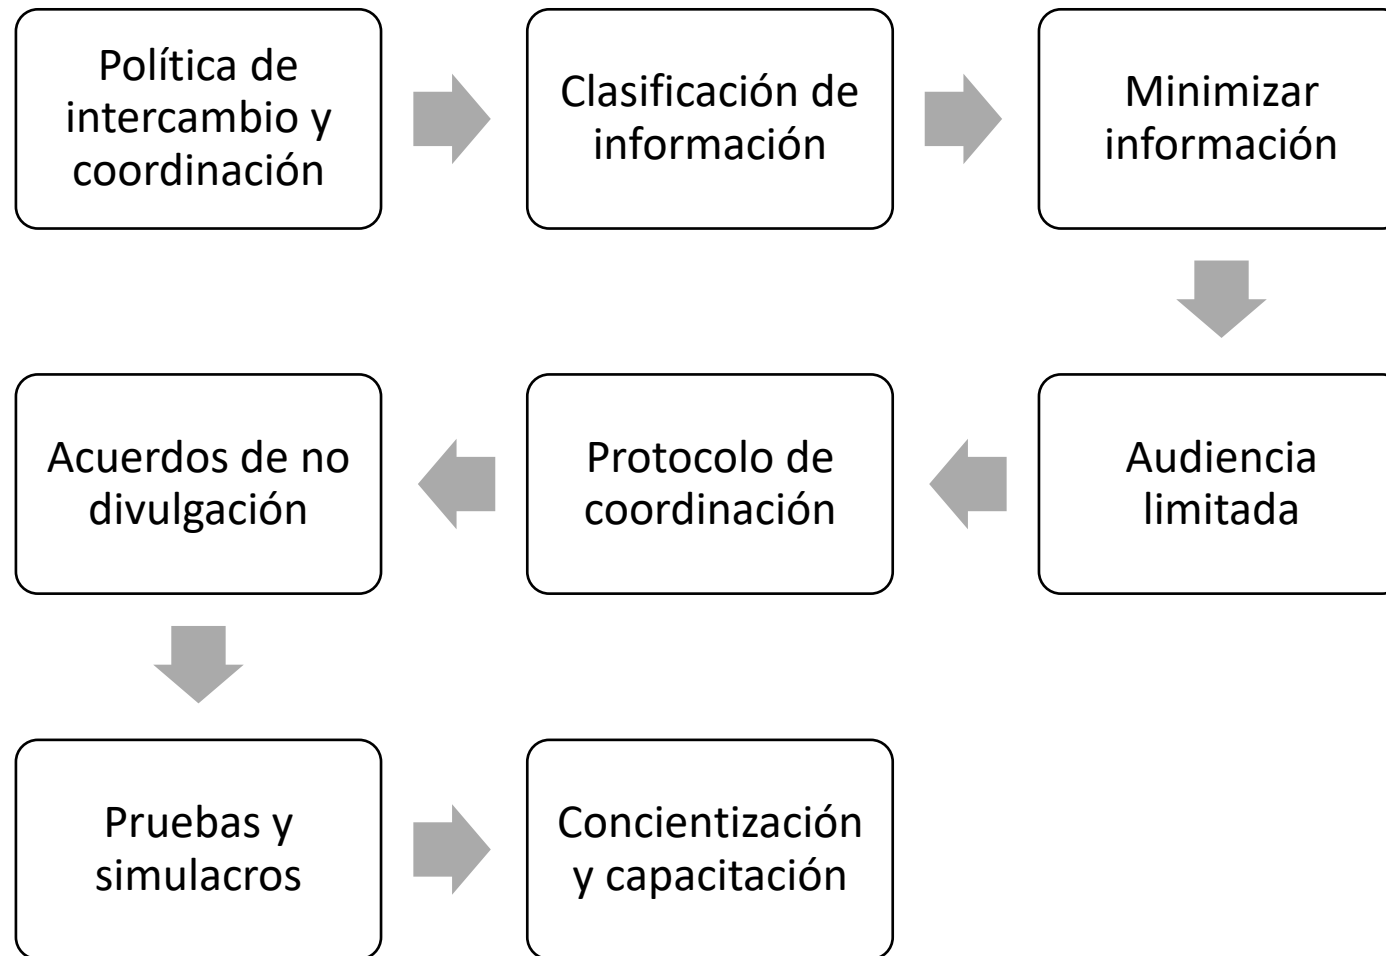 Política de
intercambio y
coordinación
Clasificación de
información
Minimizar
información
Audiencia
limitada
Protocolo de
coordinación
Acuerdos de no
divulgación
Pruebas y
simulacros
Concientización
y capacitación